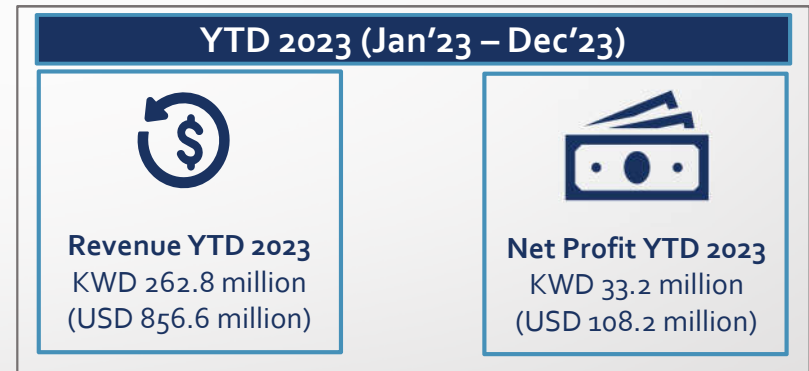 YTD 2023 (Jan’23 – Dec’23)
$
Revenue YTD 2023
KWD 262.8 million
(USD 856.6 million)
Net Profit YTD 2023
KWD 33.2 million
(USD 108.2 million)